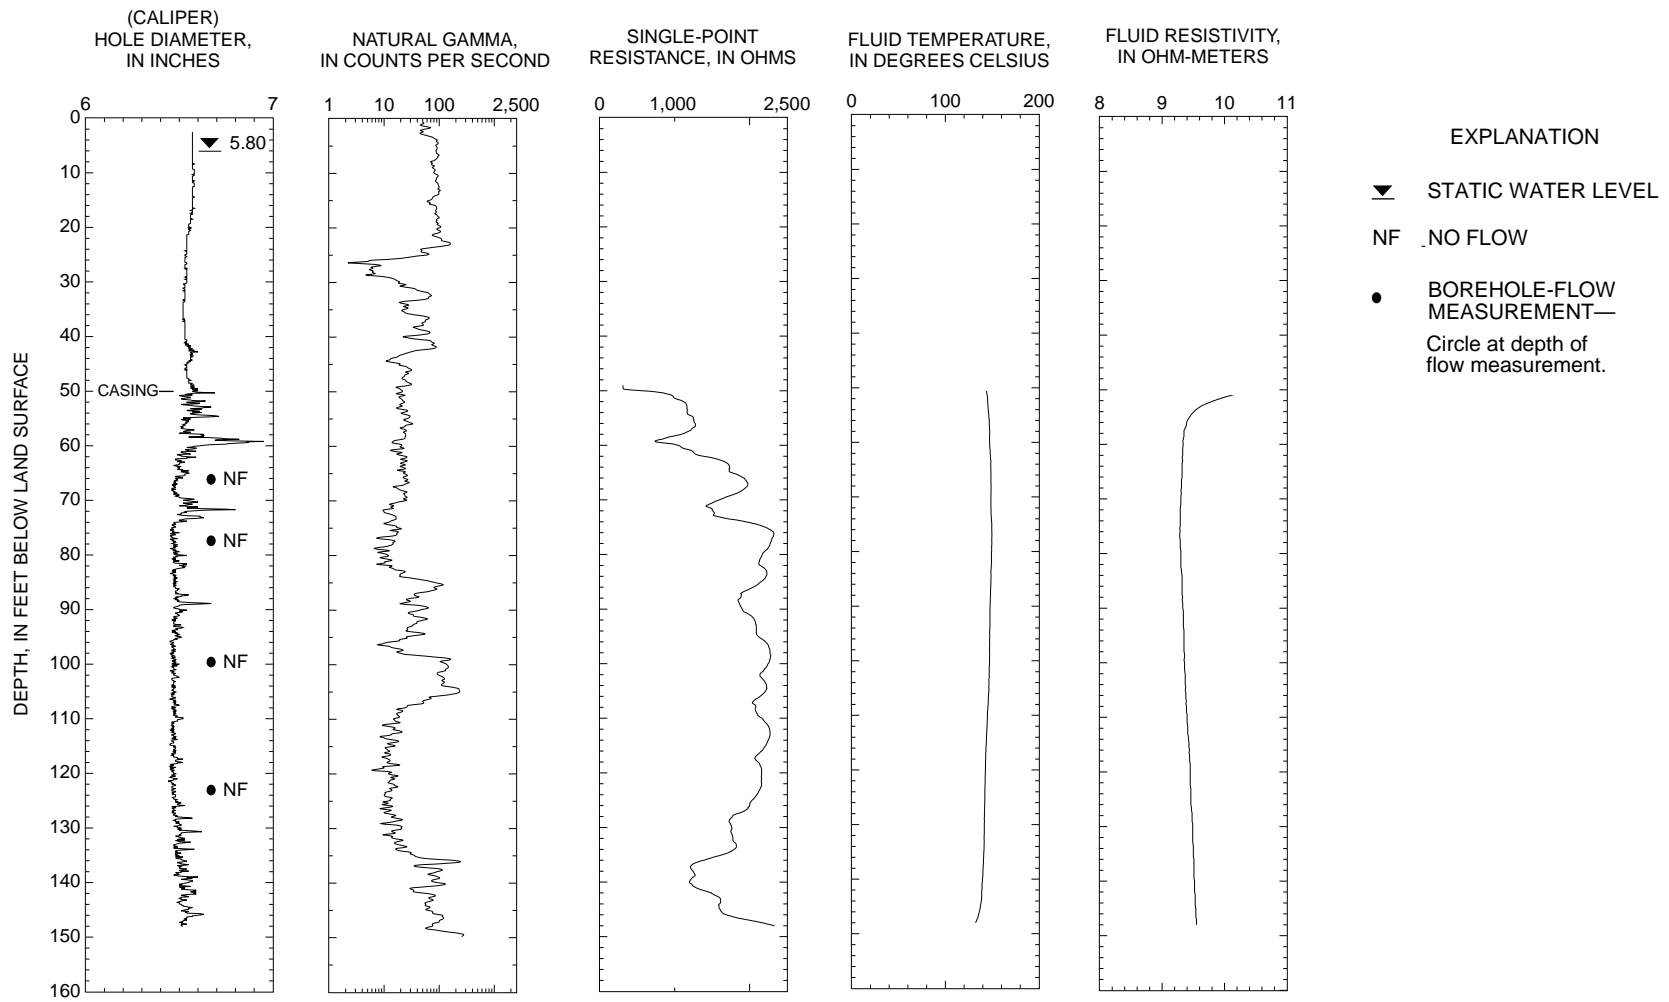 (CALIPER)
HOLE DIAMETER,
IN INCHES
NATURAL GAMMA,
IN COUNTS PER SECOND
SINGLE-POINT
RESISTANCE, IN OHMS
FLUID TEMPERATURE,
IN DEGREES CELSIUS
FLUID RESISTIVITY,
IN OHM-METERS
6 7
1 10 100 2,500
0 1,000 2,500
0 100 200
8 9 10 11
DEPTH, IN FEET BELOW LAND SURFACE
0
10
20
30
40
50
60
70
80
90
100
110
120
130
140
150
160
5.80
CASING
NF
NF
NF
NF
EXPLANATION
STATIC WATER LEVEL
NF NO FLOW
BOREHOLE-FLOW
MEASUREMENT—
Circle at depth of
flow measurement.